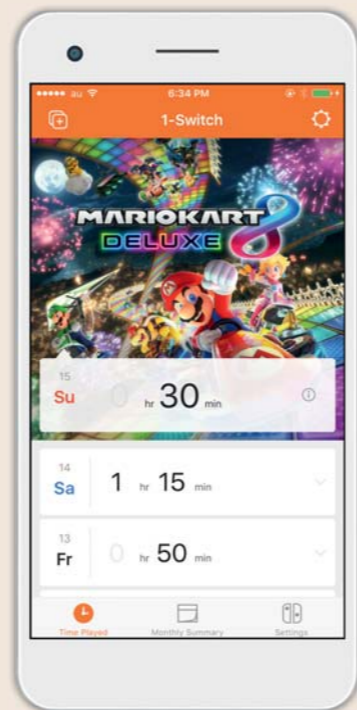 au 6:34 PM
1-Switch
MARIOKART 8
DELUXE
15
Su 0 hr 30 min
14
Sa 1 hr 15 min
13
Fr 0 hr 50 min
Time Played Monthly Summary Settings